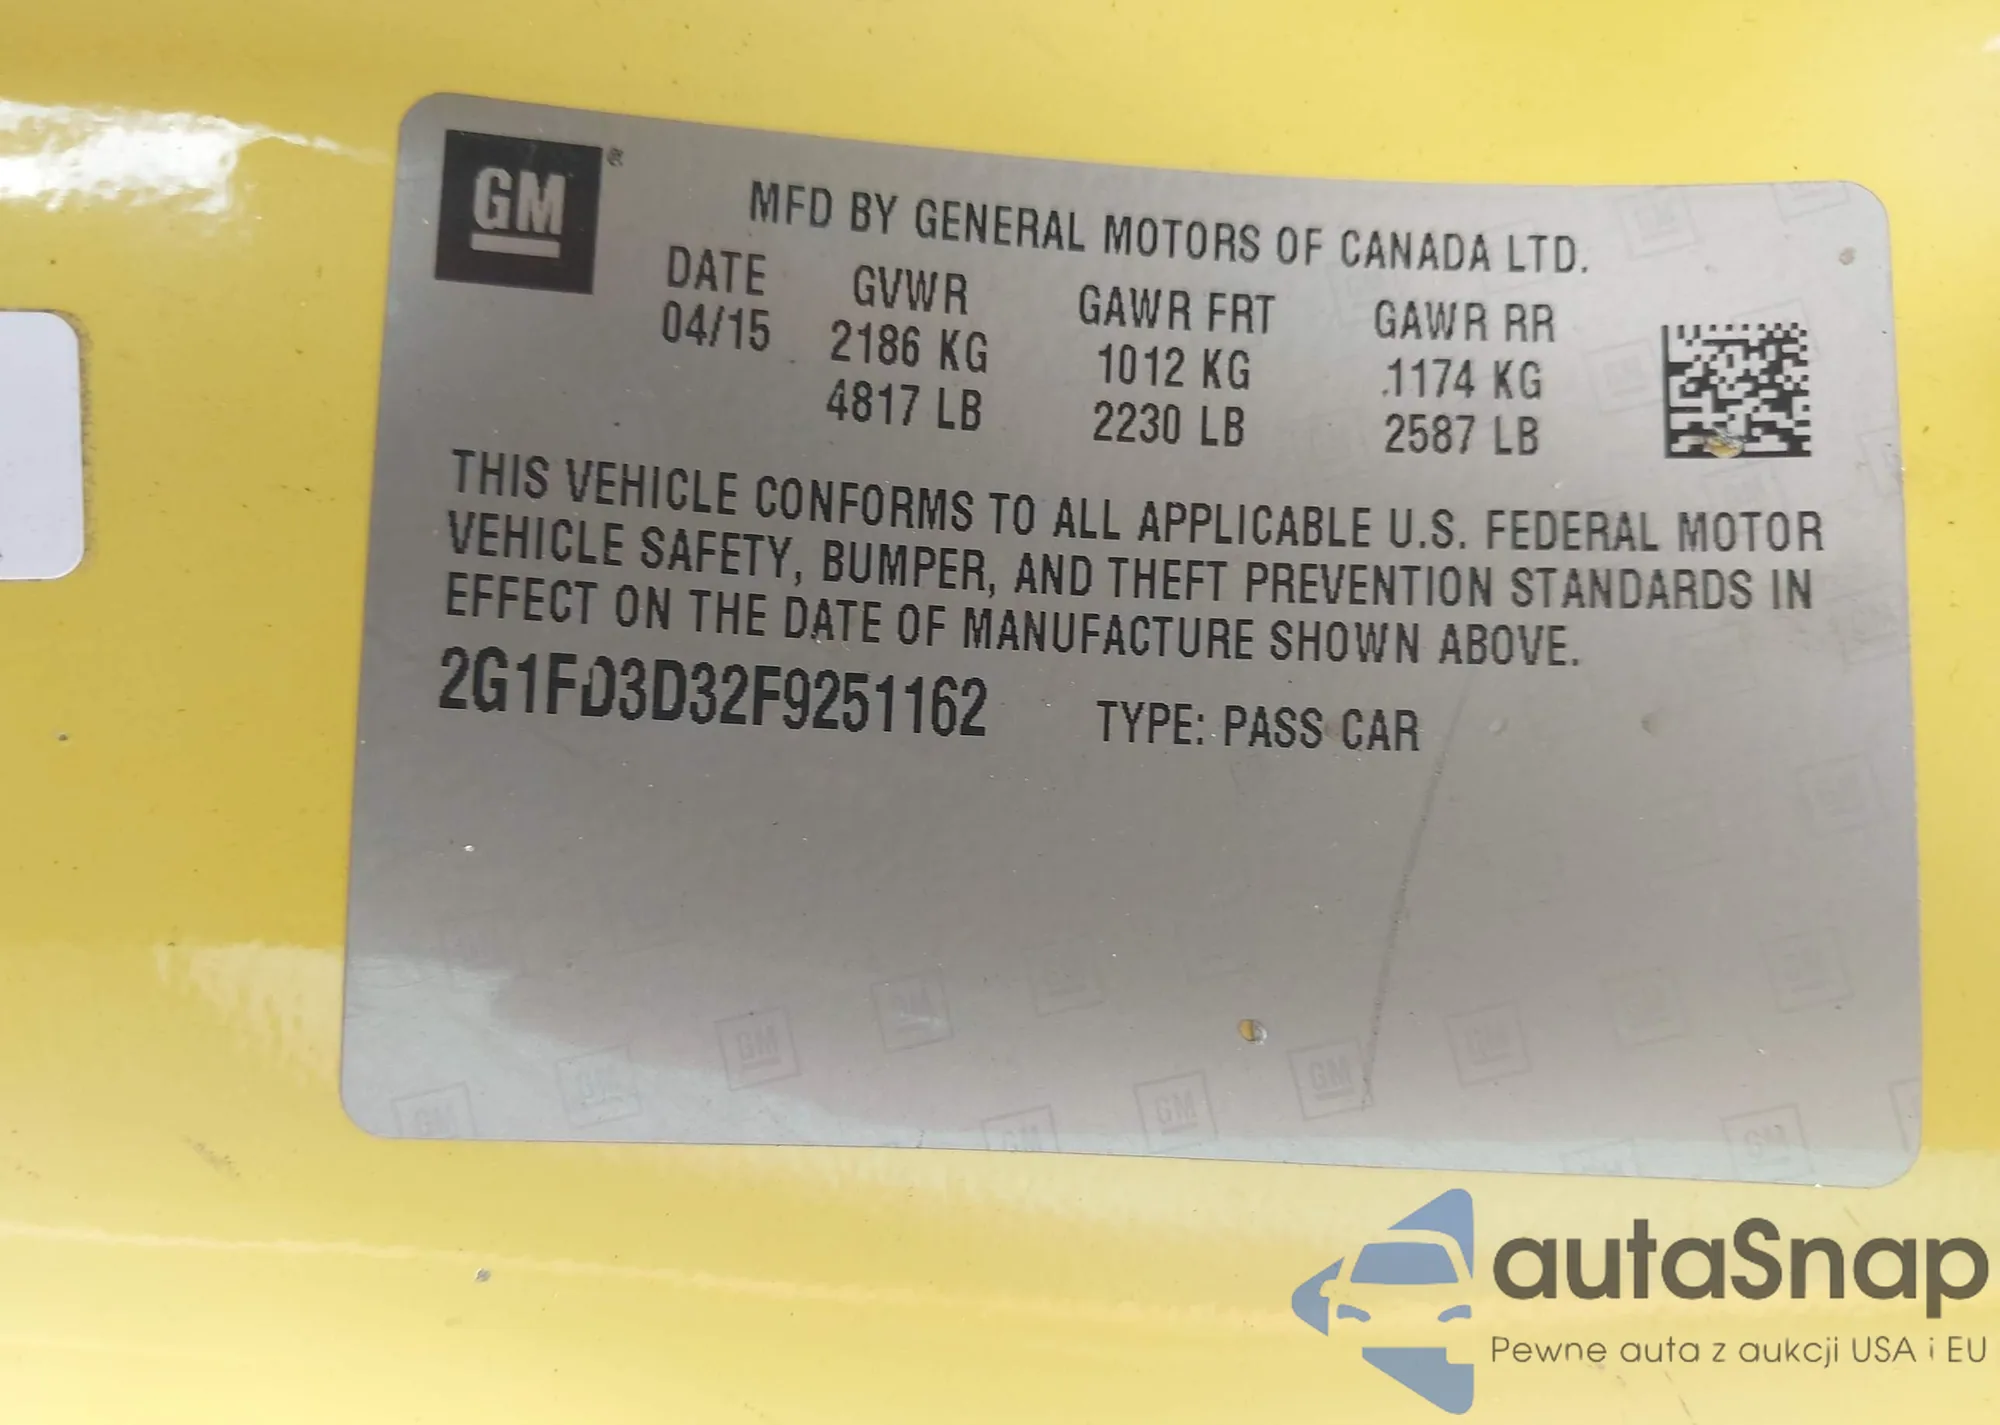 GM ®
MFD BY GENERAL MOTORS OF CANADA LTD.
DATE GVWR GAWR FRT GAWR RR
04/15 2186 KG 1012 KG 1174 KG
4817 LB 2230 LB 2587 LB
THIS VEHICLE CONFORMS TO ALL APPLICABLE U.S. FEDERAL MOTOR
VEHICLE SAFETY, BUMPER, AND THEFT PREVENTION STANDARDS IN
EFFECT ON THE DATE OF MANUFACTURE SHOWN ABOVE.
2G1FD3D32F9251162 TYPE: PASS CAR
autaSnap
Pewne auta z aukcji USA i EU